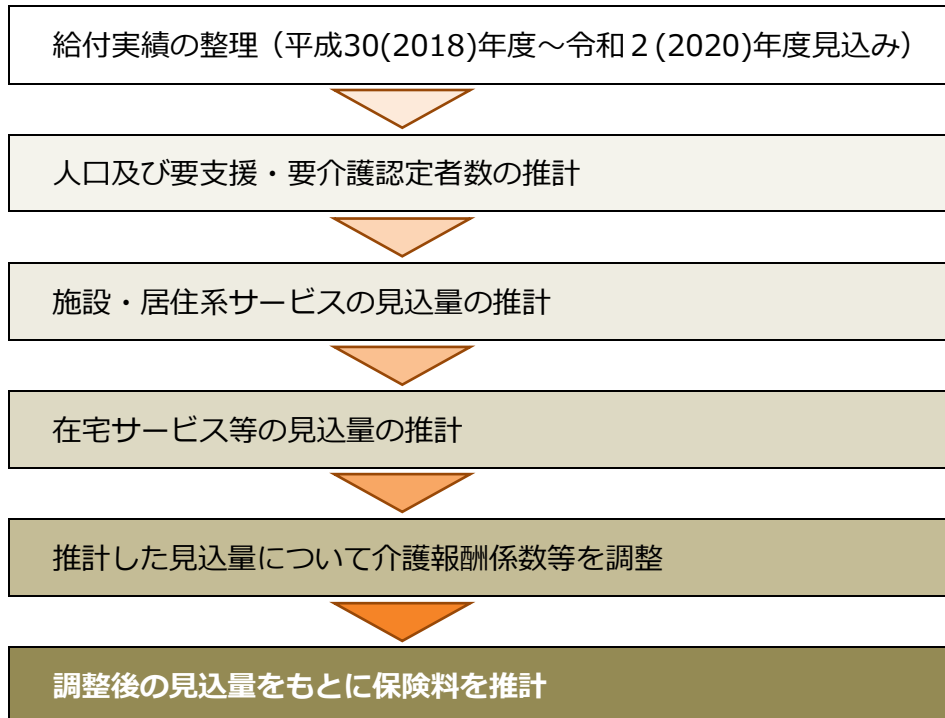 給付実績の整理（平成30(2018)年度～令和２(2020)年度見込み）
人口及び要支援・要介護認定者数の推計
施設・居住系サービスの見込量の推計
在宅サービス等の見込量の推計
推計した見込量について介護報酬係数等を調整
調整後の見込量をもとに保険料を推計